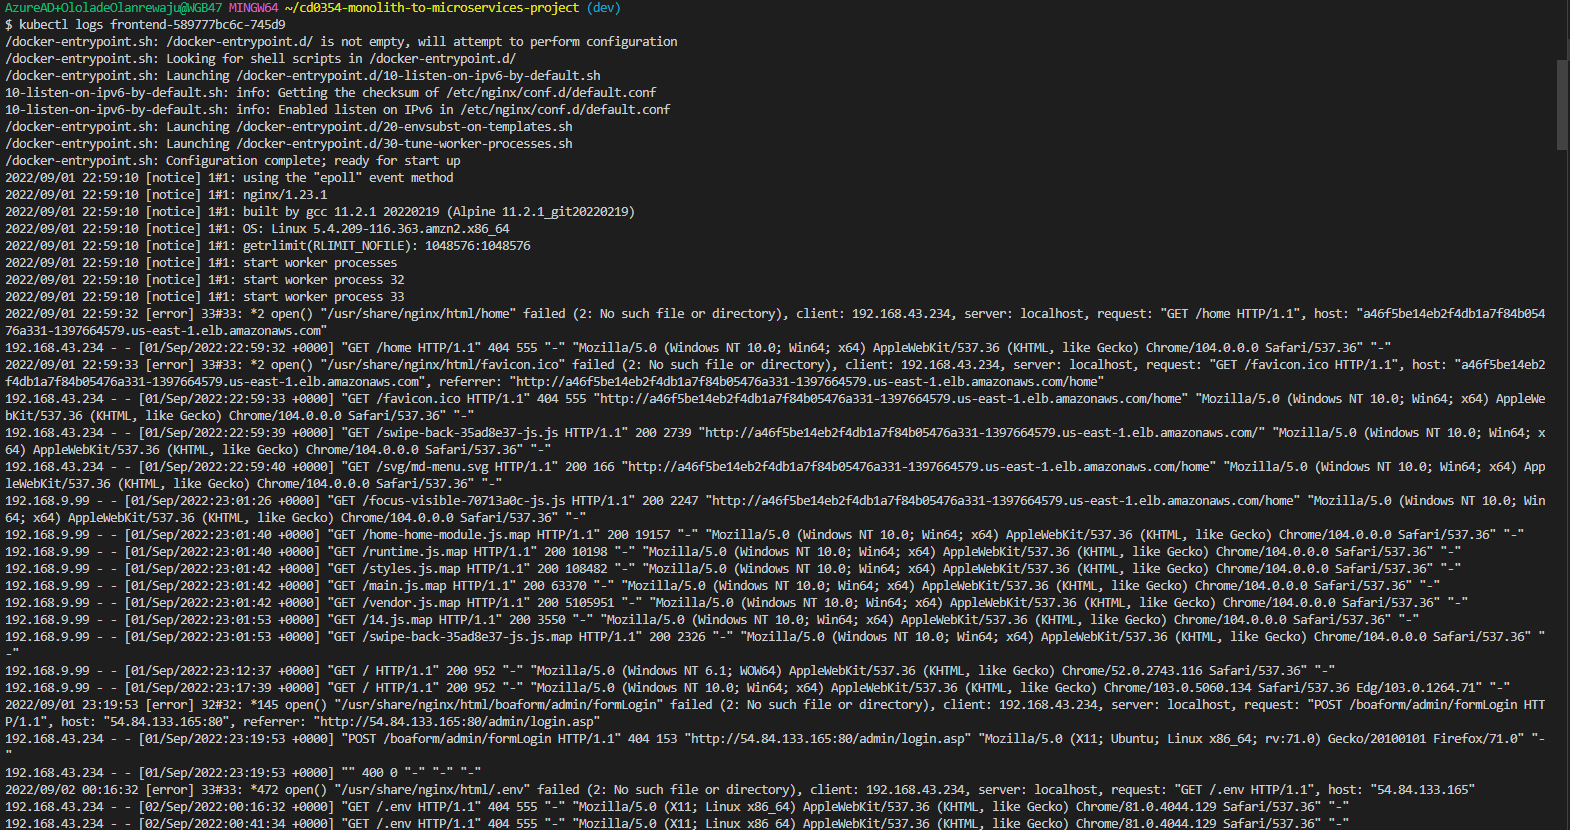 AzureAD+OloladeOlanrewaju@WGB47 MINGW64 ~/cd0354-monolith-to-microservices-project (dev)
$ kubectl logs frontend-589777bc6c-745d9
/docker-entrypoint.sh: /docker-entrypoint.d/ is not empty, will attempt to perform configuration
/docker-entrypoint.sh: Looking for shell scripts in /docker-entrypoint.d/
/docker-entrypoint.sh: Launching /docker-entrypoint.d/10-listen-on-ipv6-by-default.sh
10-listen-on-ipv6-by-default.sh: info: Getting the checksum of /etc/nginx/conf.d/default.conf
10-listen-on-ipv6-by-default.sh: info: Enabled listen on IPv6 in /etc/nginx/conf.d/default.conf
/docker-entrypoint.sh: Launching /docker-entrypoint.d/20-envsubst-on-templates.sh
/docker-entrypoint.sh: Launching /docker-entrypoint.d/30-tune-worker-processes.sh
/docker-entrypoint.sh: Configuration complete; ready for start up
2022/09/01 22:59:10 [notice] 1#1: using the "epoll" event method
2022/09/01 22:59:10 [notice] 1#1: nginx/1.23.1
2022/09/01 22:59:10 [notice] 1#1: built by gcc 11.2.1 20220219 (Alpine 11.2.1_git20220219)
2022/09/01 22:59:10 [notice] 1#1: OS: Linux 5.4.209-116.363.amzn2.x86_64
2022/09/01 22:59:10 [notice] 1#1: getrlimit(RLIMIT_NOFILE): 1048576:1048576
2022/09/01 22:59:10 [notice] 1#1: start worker processes
2022/09/01 22:59:10 [notice] 1#1: start worker process 32
2022/09/01 22:59:10 [notice] 1#1: start worker process 33
2022/09/01 22:59:32 [error] 33#33: *2 open() "/usr/share/nginx/html/home" failed (2: No such file or directory), client: 192.168.43.234, server: localhost, request: "GET /home HTTP/1.1", host: "a46f5be14eb2f4db1a7f84b054
76a331-1397664579.us-east-1.elb.amazonaws.com"
192.168.43.234 - - [01/Sep/2022:22:59:32 +0000] "GET /home HTTP/1.1" 404 555 "-" "Mozilla/5.0 (Windows NT 10.0; Win64; x64) AppleWebKit/537.36 (KHTML, like Gecko) Chrome/104.0.0.0 Safari/537.36" "-"
2022/09/01 22:59:33 [error] 33#33: *2 open() "/usr/share/nginx/html/favicon.ico" failed (2: No such file or directory), client: 192.168.43.234, server: localhost, request: "GET /favicon.ico HTTP/1.1", host: "a46f5be14eb2
f4db1a7f84b05476a331-1397664579.us-east-1.elb.amazonaws.com", referrer: "http://a46f5be14eb2f4db1a7f84b05476a331-1397664579.us-east-1.elb.amazonaws.com/home"
192.168.43.234 - - [01/Sep/2022:22:59:33 +0000] "GET /favicon.ico HTTP/1.1" 404 555 "http://a46f5be14eb2f4db1a7f84b05476a331-1397664579.us-east-1.elb.amazonaws.com/home" "Mozilla/5.0 (Windows NT 10.0; Win64; x64) AppleWe
bKit/537.36 (KHTML, like Gecko) Chrome/104.0.0.0 Safari/537.36" "-"
192.168.43.234 - - [01/Sep/2022:22:59:39 +0000] "GET /swipe-back-35ad8e37-js.js HTTP/1.1" 200 2739 "http://a46f5be14eb2f4db1a7f84b05476a331-1397664579.us-east-1.elb.amazonaws.com/" "Mozilla/5.0 (Windows NT 10.0; Win64; x
64) AppleWebKit/537.36 (KHTML, like Gecko) Chrome/104.0.0.0 Safari/537.36" "-"
192.168.43.234 - - [01/Sep/2022:22:59:40 +0000] "GET /svg/md-menu.svg HTTP/1.1" 200 166 "http://a46f5be14eb2f4db1a7f84b05476a331-1397664579.us-east-1.elb.amazonaws.com/home" "Mozilla/5.0 (Windows NT 10.0; Win64; x64) App
leWebKit/537.36 (KHTML, like Gecko) Chrome/104.0.0.0 Safari/537.36" "-"
192.168.9.99 - - [01/Sep/2022:23:01:26 +0000] "GET /focus-visible-70713a0c-js.js HTTP/1.1" 200 2247 "http://a46f5be14eb2f4db1a7f84b05476a331-1397664579.us-east-1.elb.amazonaws.com/home" "Mozilla/5.0 (Windows NT 10.0; Win
64; x64) AppleWebKit/537.36 (KHTML, like Gecko) Chrome/104.0.0.0 Safari/537.36" "-"
192.168.9.99 - - [01/Sep/2022:23:01:40 +0000] "GET /home-home-module.js.map HTTP/1.1" 200 19157 "-" "Mozilla/5.0 (Windows NT 10.0; Win64; x64) AppleWebKit/537.36 (KHTML, like Gecko) Chrome/104.0.0.0 Safari/537.36" "-"
192.168.9.99 - - [01/Sep/2022:23:01:40 +0000] "GET /runtime.js.map HTTP/1.1" 200 10198 "-" "Mozilla/5.0 (Windows NT 10.0; Win64; x64) AppleWebKit/537.36 (KHTML, like Gecko) Chrome/104.0.0.0 Safari/537.36" "-"
192.168.9.99 - - [01/Sep/2022:23:01:42 +0000] "GET /styles.js.map HTTP/1.1" 200 108482 "-" "Mozilla/5.0 (Windows NT 10.0; Win64; x64) AppleWebKit/537.36 (KHTML, like Gecko) Chrome/104.0.0.0 Safari/537.36" "-"
192.168.9.99 - - [01/Sep/2022:23:01:42 +0000] "GET /main.js.map HTTP/1.1" 200 63370 "-" "Mozilla/5.0 (Windows NT 10.0; Win64; x64) AppleWebKit/537.36 (KHTML, like Gecko) Chrome/104.0.0.0 Safari/537.36" "-"
192.168.9.99 - - [01/Sep/2022:23:01:42 +0000] "GET /vendor.js.map HTTP/1.1" 200 5105951 "-" "Mozilla/5.0 (Windows NT 10.0; Win64; x64) AppleWebKit/537.36 (KHTML, like Gecko) Chrome/104.0.0.0 Safari/537.36" "-"
192.168.9.99 - - [01/Sep/2022:23:01:53 +0000] "GET /14.js.map HTTP/1.1" 200 3550 "-" "Mozilla/5.0 (Windows NT 10.0; Win64; x64) AppleWebKit/537.36 (KHTML, like Gecko) Chrome/104.0.0.0 Safari/537.36" "-"
192.168.9.99 - - [01/Sep/2022:23:01:53 +0000] "GET /swipe-back-35ad8e37-js.js.map HTTP/1.1" 200 2326 "-" "Mozilla/5.0 (Windows NT 10.0; Win64; x64) AppleWebKit/537.36 (KHTML, like Gecko) Chrome/104.0.0.0 Safari/537.36" "
-"
192.168.9.99 - - [01/Sep/2022:23:12:37 +0000] "GET / HTTP/1.1" 200 952 "-" "Mozilla/5.0 (Windows NT 6.1; WOW64) AppleWebKit/537.36 (KHTML, like Gecko) Chrome/52.0.2743.116 Safari/537.36" "-"
192.168.9.99 - - [01/Sep/2022:23:17:39 +0000] "GET / HTTP/1.1" 200 952 "-" "Mozilla/5.0 (Windows NT 10.0; Win64; x64) AppleWebKit/537.36 (KHTML, like Gecko) Chrome/103.0.5060.134 Safari/537.36 Edg/103.0.1264.71" "-"
2022/09/01 23:19:53 [error] 32#32: *145 open() "/usr/share/nginx/html/boaform/admin/formLogin" failed (2: No such file or directory), client: 192.168.43.234, server: localhost, request: "POST /boaform/admin/formLogin HTT
P/1.1", host: "54.84.133.165:80", referrer: "http://54.84.133.165:80/admin/login.asp"
192.168.43.234 - - [01/Sep/2022:23:19:53 +0000] "POST /boaform/admin/formLogin HTTP/1.1" 404 153 "http://54.84.133.165:80/admin/login.asp" "Mozilla/5.0 (X11; Ubuntu; Linux x86_64; rv:71.0) Gecko/20100101 Firefox/71.0" "-
"
192.168.43.234 - - [01/Sep/2022:23:19:53 +0000] "" 400 0 "-" "-" "-"
2022/09/02 00:16:32 [error] 33#33: *472 open() "/usr/share/nginx/html/.env" failed (2: No such file or directory), client: 192.168.43.234, server: localhost, request: "GET /.env HTTP/1.1", host: "54.84.133.165"
192.168.43.234 - - [02/Sep/2022:00:16:32 +0000] "GET /.env HTTP/1.1" 404 555 "-" "Mozilla/5.0 (X11; Linux x86_64) AppleWebKit/537.36 (KHTML, like Gecko) Chrome/81.0.4044.129 Safari/537.36" "-"
192.168.43.234 - - [02/Sep/2022:00:41:34 +0000] "GET /.env HTTP/1.1" 404 555 "-" "Mozilla/5.0 (X11; Linux x86_64) AppleWebKit/537.36 (KHTML, like Gecko) Chrome/81.0.4044.129 Safari/537.36" "-"